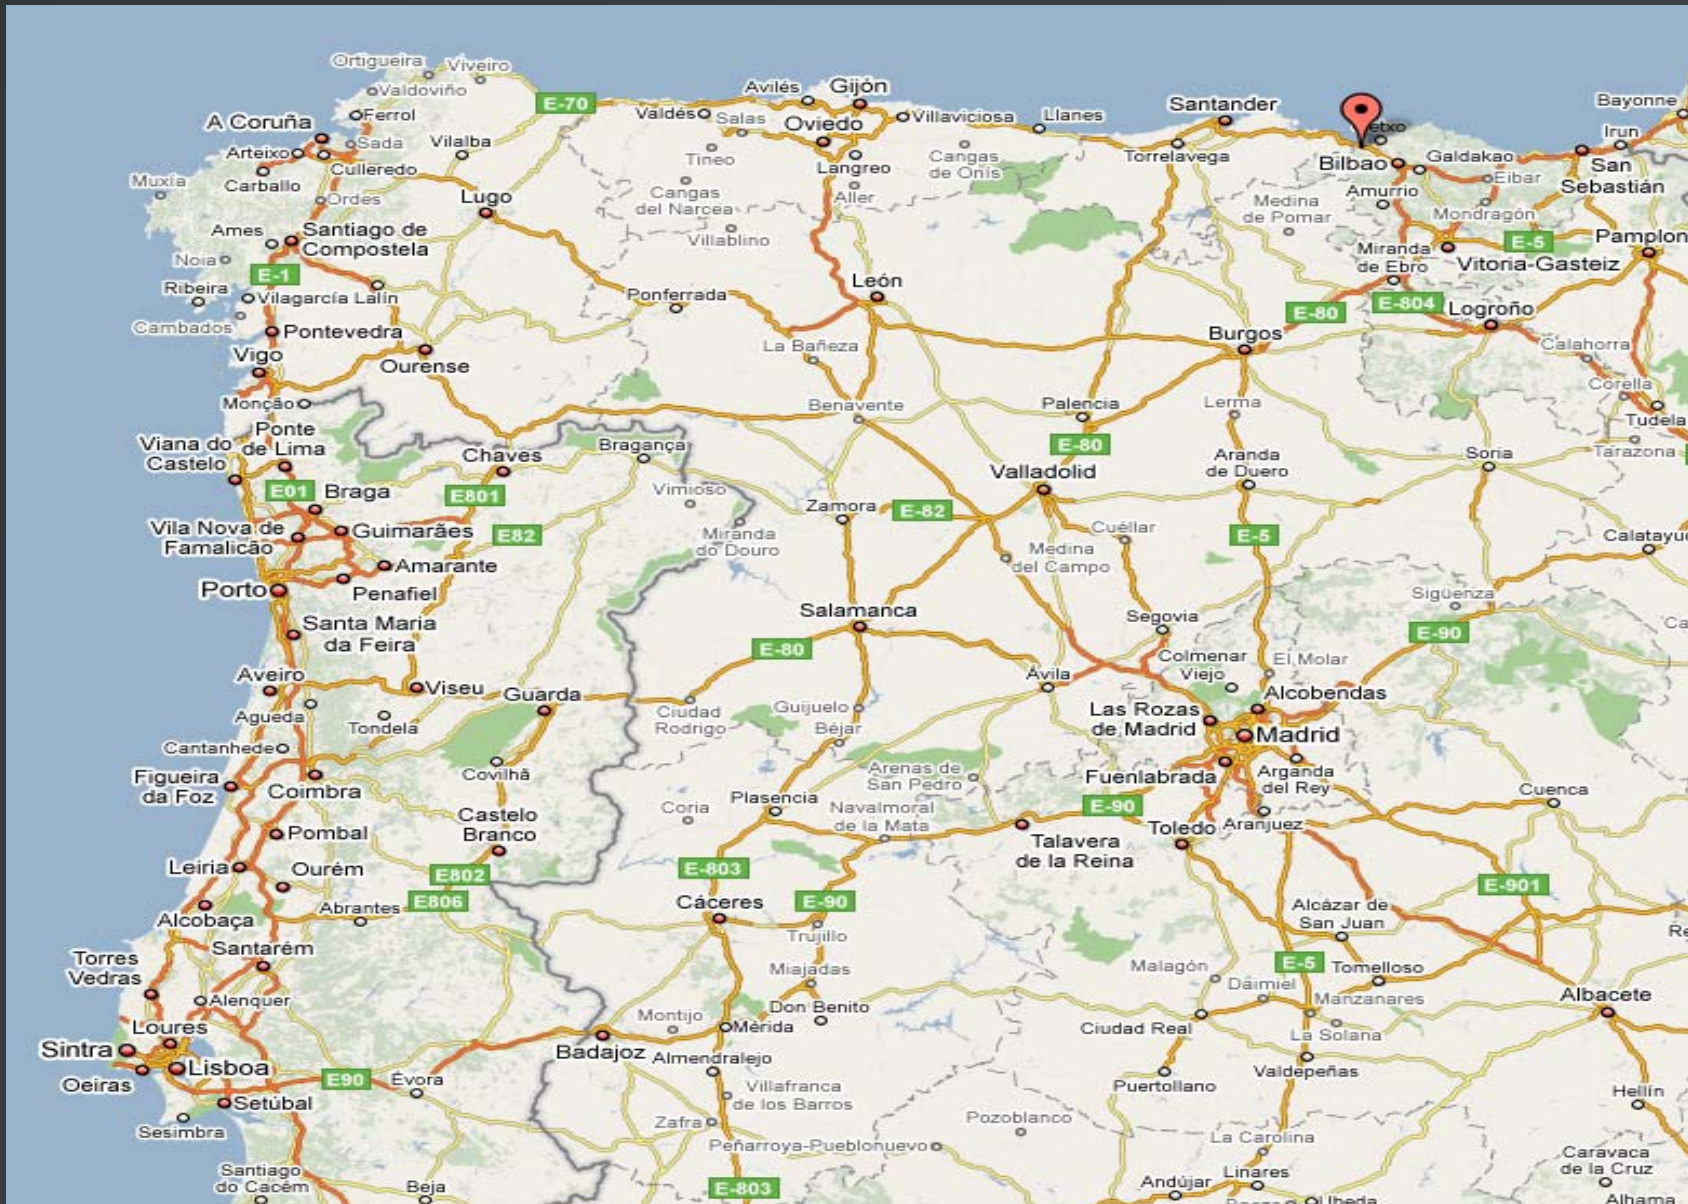 Ortigueira
Viveiro
Valdoviño
Ferrol
E-70
Avilés
Gijón
Valdés
Salas
Oviedo
Villaviciosa
Llanes
Santander
Bayonne
A Coruña
Sada
Vilalba
Arteixo
Culleredo
Carballo
Tineo
Langreo
Cangas
de Onís
Torrelavega
Bilbao
Galdakao
Irun
San
Sebastián
Muxía
Ordes
Lugo
Cangas
del Narcea
Aller
Eibar
Amurrio
Medina
de Pomar
Mondragón
Ames
Santiago de
Compostela
Villablino
E-5
Miranda
de Ebro
Vitoria-Gasteiz
Pamplon
Noia
E-1
Ribeira
Vilagarcía
Lalín
Ponferrada
León
E-80
E-804
Logroño
Cambados
Pontevedra
Burgos
Vigo
Ourense
La Bañeza
Calahorra
Corella
Monção
Benavente
Palencia
Lerma
Tudela
Ponte
de Lima
Viana do
Castelo
Chaves
Bragança
E-80
Aranda
de Duero
Soria
Tarazona
E01
Braga
E801
Vimioso
Valladolid
Zamora
E-82
Vila Nova de
Famalicão
Guimarães
E82
Miranda
do Douro
Cuéllar
E-5
Medina
del Campo
Calatayu
Amarante
Porto
Penafiel
Salamanca
Segovia
Sigüenza
Santa Maria
da Feira
E-80
E-90
Ca
Colmenar
Viejo
El Molar
Aveiro
Viseu
Guarda
Ávila
Alcobendas
Agueda
Tondela
Ciudad
Rodrigo
Guijuelo
Béjar
Las Rozas
de Madrid
Madrid
Cantanhede
Covilhã
Arenas de
San Pedro
Fuenlabrada
Arganda
del Rey
Figueira
da Foz
Coimbra
Coria
Plasencia
Navalmoral
de la Mata
E-90
Cuenca
Castelo
Branco
Pombal
Talavera
de la Reina
Toledo
Aranjuez
Leiria
Ourém
E802
E-803
E-901
Alcobaça
Abrantes
E806
Cáceres
E-90
Alcázar de
San Juan
Trujillo
Re
Torres
Vedras
Santarém
Miajadas
Malagón
E-5
Tomelloso
Daimiel
Manzanares
Alenquer
Don Benito
Albacete
Loures
Montijo
Mérida
Ciudad Real
La Solana
Sintra
Badajoz
Almendralejo
Valdepeñas
Oeiras
Lisboa
E90
Évora
Villafranca
de los Barros
Puertollano
Hellín
Setúbal
Sesimbra
Zafra
Pozoblanco
Peñarroya-Pueblonuevo
La Carolina
Caravaca
de la Cruz
Santiago
do Cacém
Beja
E-803
Andújar
Linares
Alhama